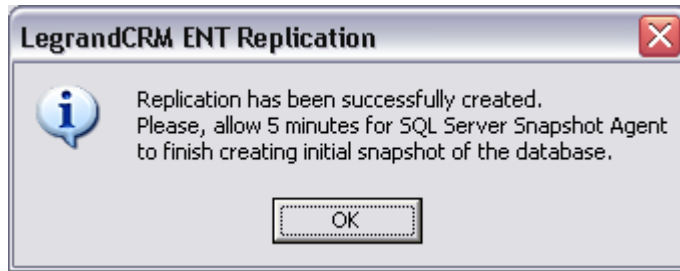 LegrandCRM ENT Replication
Replication has been successfully created.
Please, allow 5 minutes for SQL Server Snapshot Agent
to finish creating initial snapshot of the database.
OK